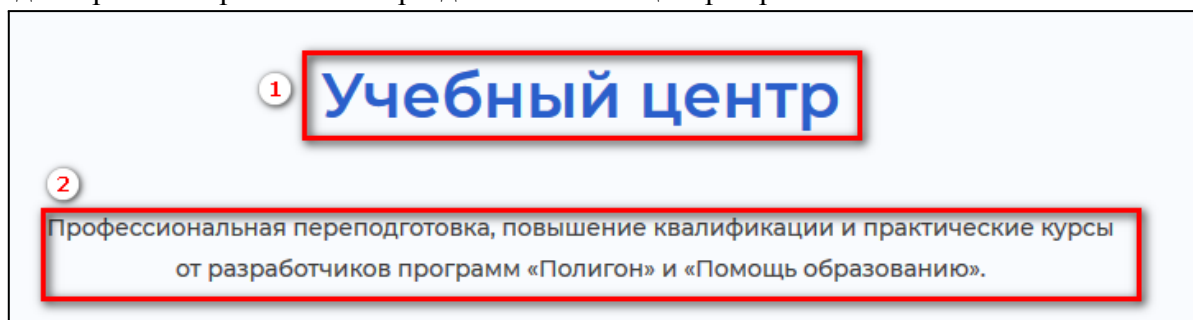 1
Учебный центр
2
Профессиональная переподготовка, повышение квалификации и практические курсы
от разработчиков программ «Полигон» и «Помощь образованию».